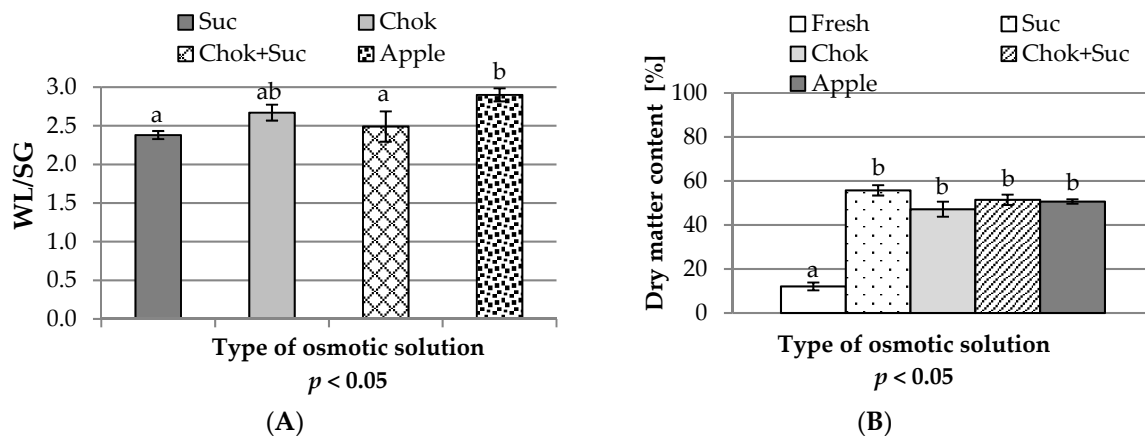 Suc Chok
Chok+Suc Apple
WL/SG
3.0
2.5
2.0
1.5
1.0
0.5
0.0
a
ab
a
b
Type of osmotic solution
p < 0.05
(A)
Fresh Suc
Chok Chok+Suc
Apple
Dry matter content [%]
100
80
60
40
20
0
a
b
b
b
b
Type of osmotic solution
p < 0.05
(B)